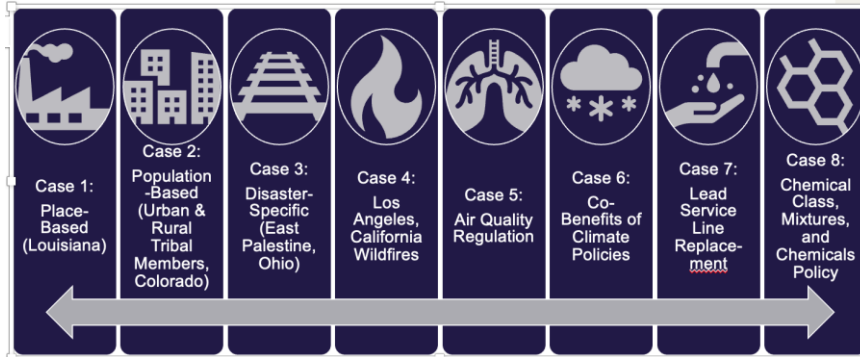 Case 1:
Place-
Based
(Louisiana)
Case 2:
Population
-Based
(Urban &
Rural
Tribal
Members,
Colorado)
Case 3:
Disaster-
Specific
(East
Palestine,
Ohio)
Case 4:
Los
Angeles,
California
Wildfires
Case 5:
Air Quality
Regulation
Case 6:
Co-
Benefits of
Climate
Policies
Case 7:
Lead
Service
Line
Replace-
ment
Case 8:
Chemical
Class,
Mixtures,
and
Chemicals
Policy